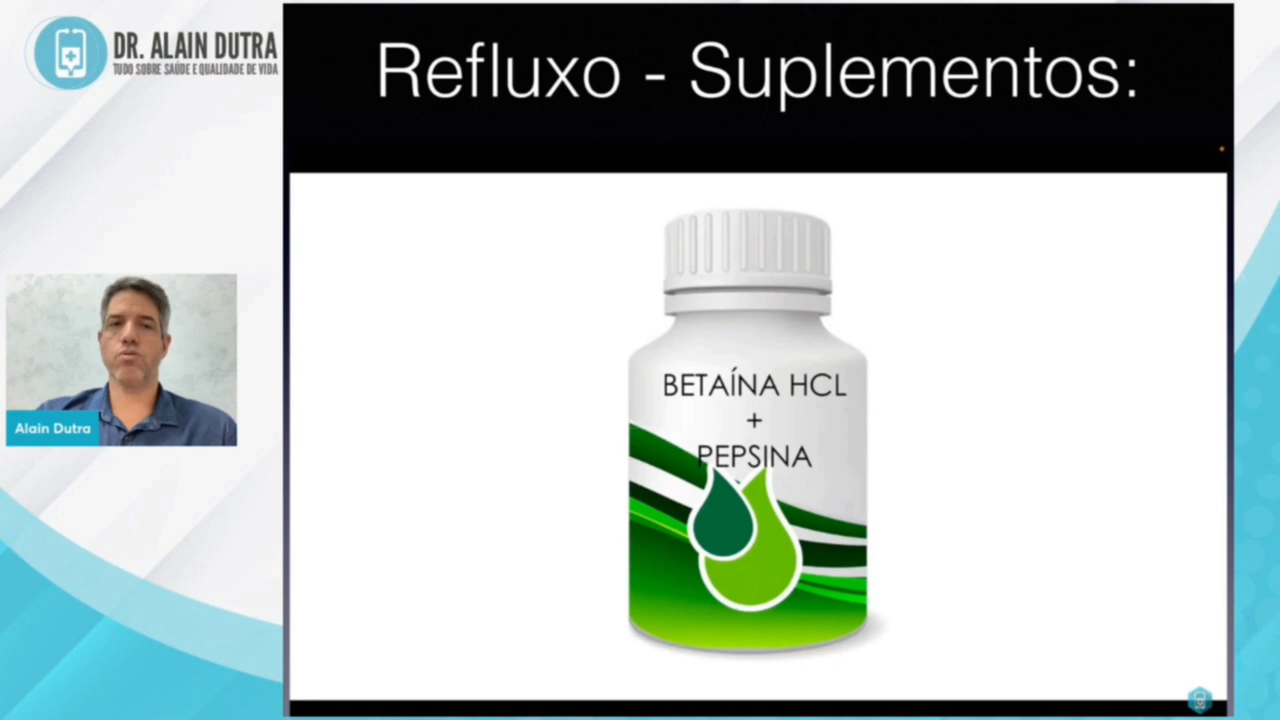 DR. ALAIN DUTRA
TUDO SOBRE SAÚDE E QUALIDADE DE VIDA
Refluxo - Suplementos:
Alain Dutra
BETAÍNA HCL
+
PEPSINA